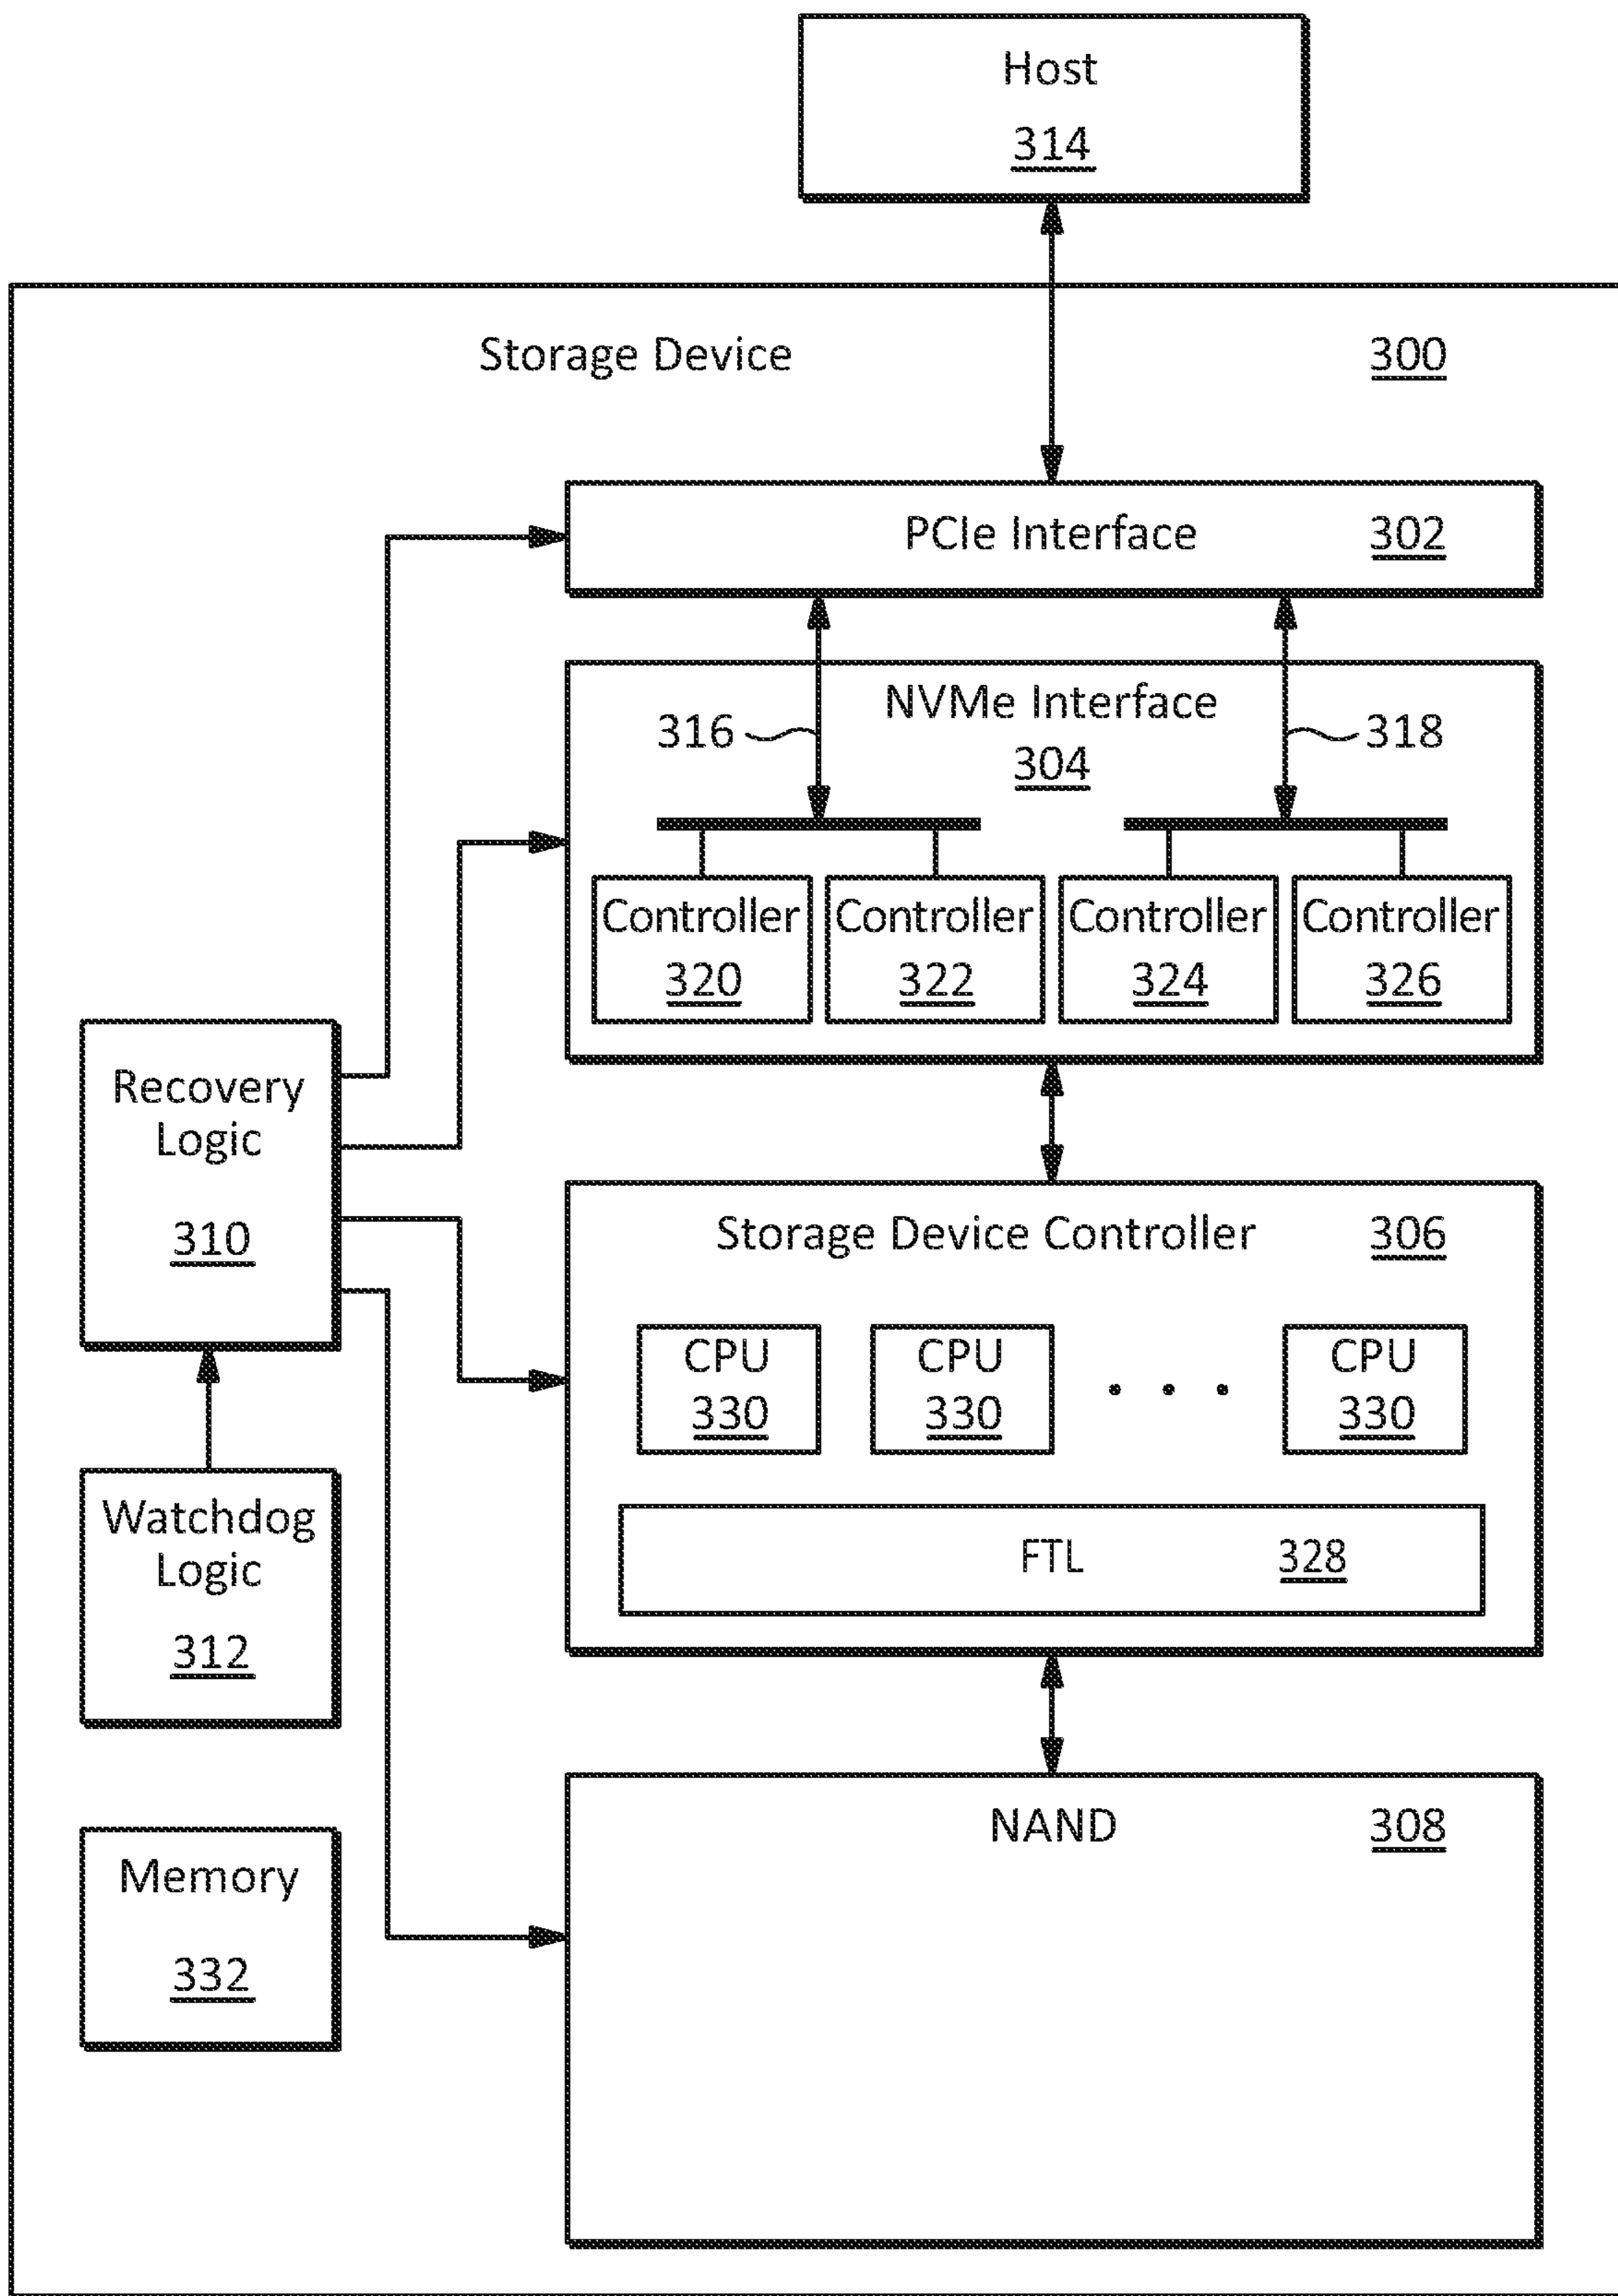 Host
314
Storage Device 300
PCIe Interface 302
NVMe Interface
304
316
318
Controller
320
Controller
322
Controller
324
Controller
326
Recovery
Logic
310
Storage Device Controller 306
CPU
330
CPU
330
. . .
CPU
330
FTL 328
Watchdog
Logic
312
NAND 308
Memory
332